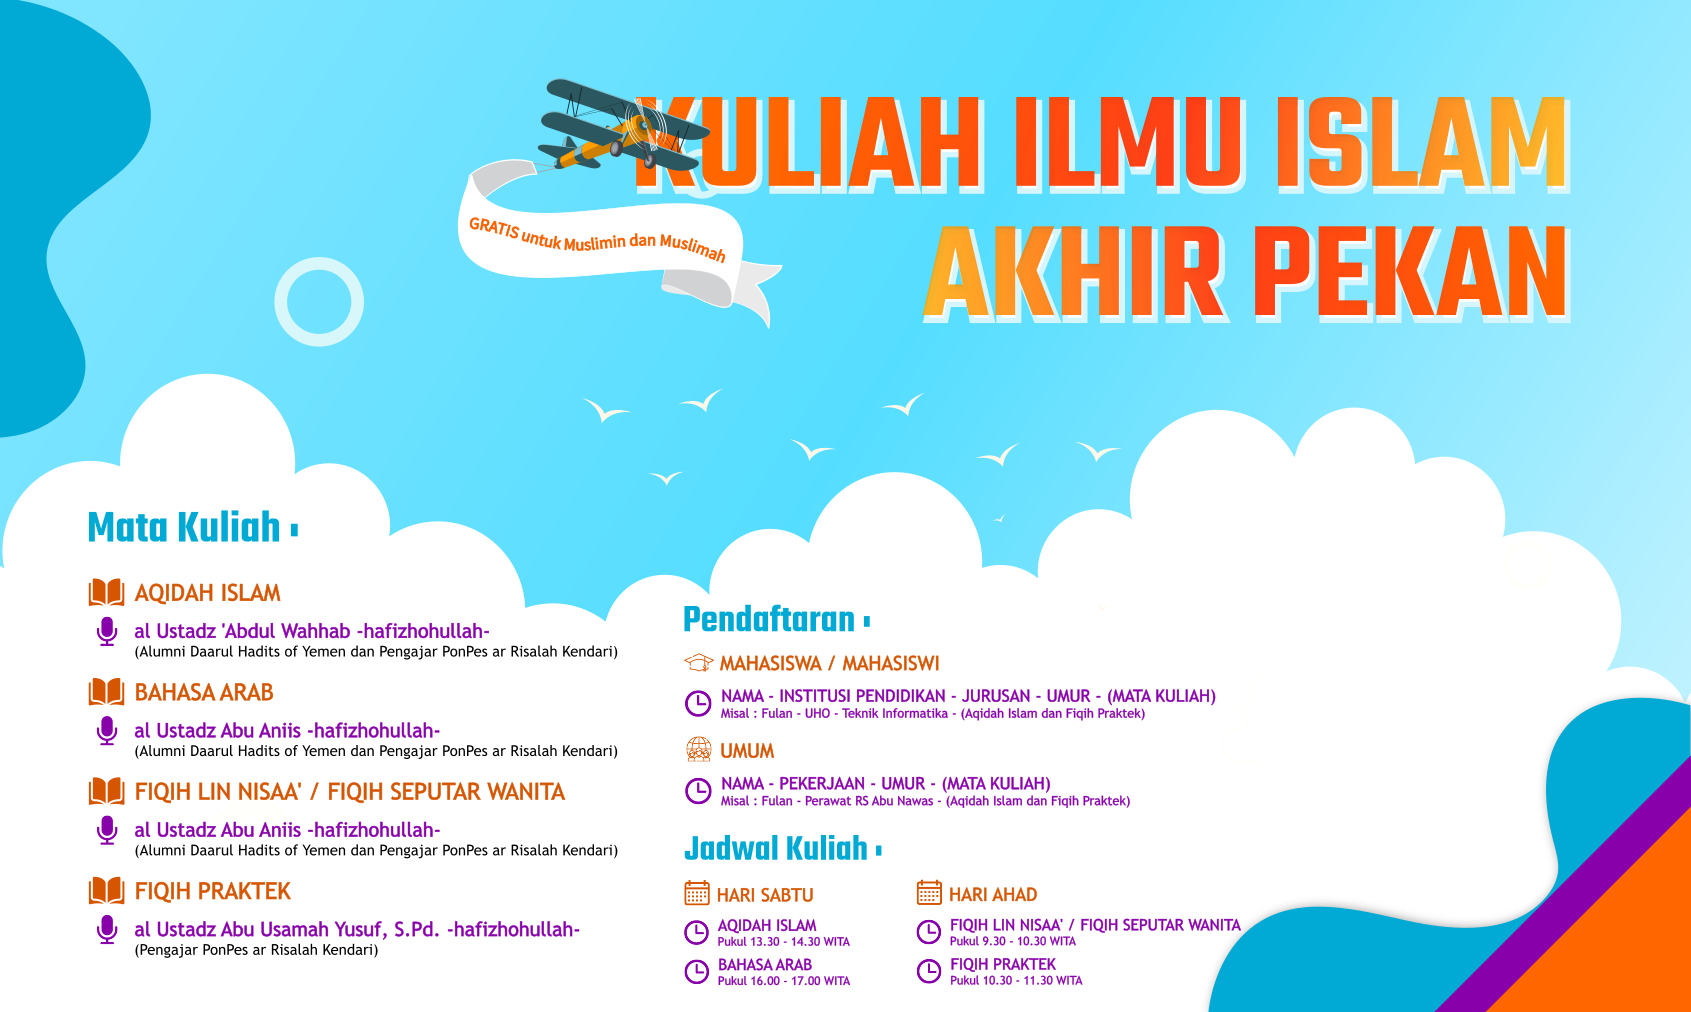 KULIAH ILMU ISLAM
AKHIR PEKAN
GRATIS untuk Muslimin dan Muslimah
Mata Kuliah :
AQIDAH ISLAM
al Ustadz 'Abdul Wahhab -hafizhohullah-
(Alumni Daarul Hadits of Yemen dan Pengajar PonPes ar Risalah Kendari)
BAHASA ARAB
al Ustadz Abu Aniis -hafizhohullah-
(Alumni Daarul Hadits of Yemen dan Pengajar PonPes ar Risalah Kendari)
FIQIH LIN NISAA' / FIQIH SEPUTAR WANITA
al Ustadz Abu Aniis -hafizhohullah-
(Alumni Daarul Hadits of Yemen dan Pengajar PonPes ar Risalah Kendari)
FIQIH PRAKTEK
al Ustadz Abu Usamah Yusuf, S.Pd. -hafizhohullah-
(Pengajar PonPes ar Risalah Kendari)
Pendaftaran :
MAHASISWA / MAHASISWI
NAMA - INSTITUSI PENDIDIKAN - JURUSAN - UMUR - (MATA KULIAH)
Misal : Fulan - UHO - Teknik Informatika - (Aqidah Islam dan Fiqih Praktek)
UMUM
NAMA - PEKERJAAN - UMUR - (MATA KULIAH)
Misal : Fulan - Perawat RS Abu Nawas - (Aqidah Islam dan Fiqih Praktek)
Jadwal Kuliah :
HARI SABTU
AQIDAH ISLAM
Pukul 13.30 - 14.30 WITA
BAHASA ARAB
Pukul 16.00 - 17.00 WITA
HARI AHAD
FIQIH LIN NISAA' / FIQIH SEPUTAR WANITA
Pukul 9.30 - 10.30 WITA
FIQIH PRAKTEK
Pukul 10.30 - 11.30 WITA